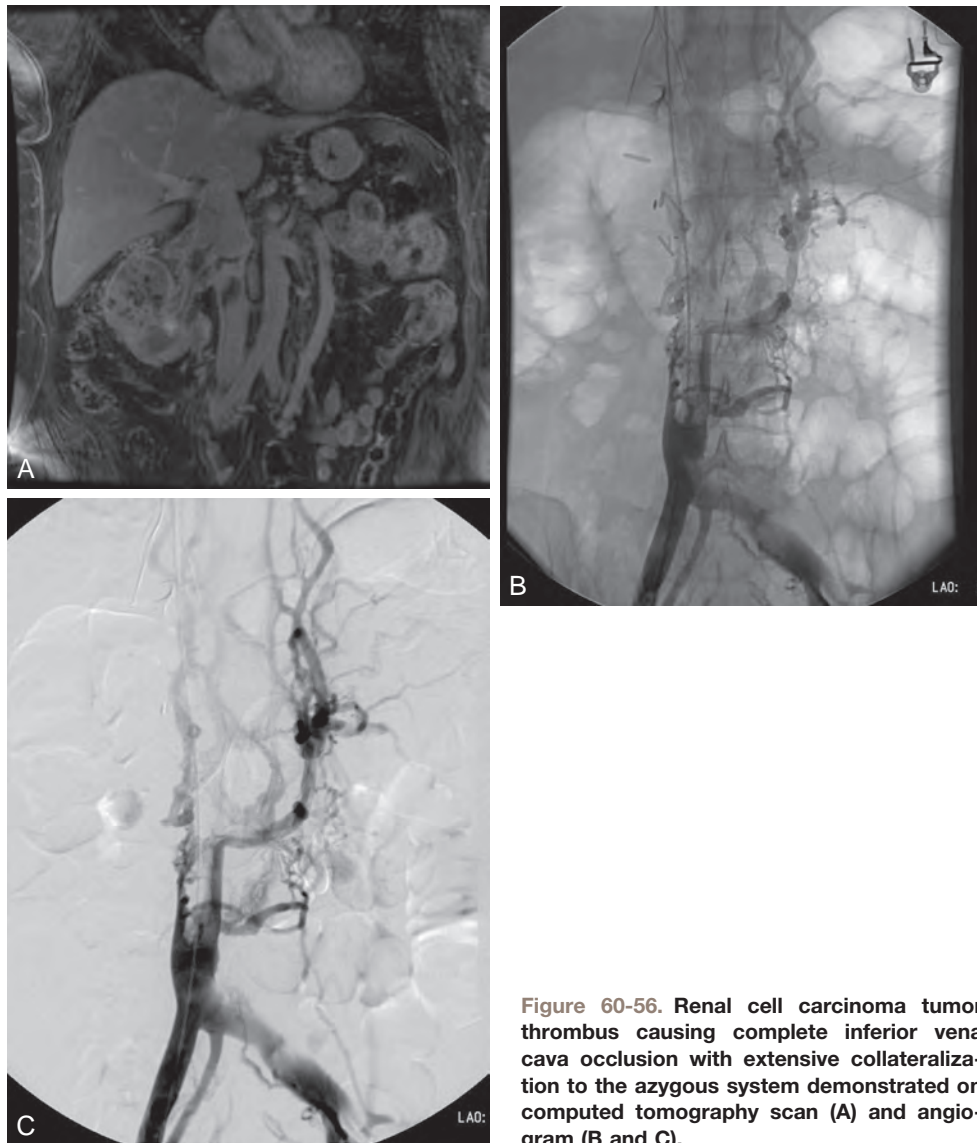 A
B
LAO:
C
LAO:
Figure 60-56. Renal cell carcinoma tumor
thrombus causing complete inferior vena
cava occlusion with extensive collateraliza-
tion to the azygous system demonstrated on
computed tomography scan (A) and angio-
gram (B and C).